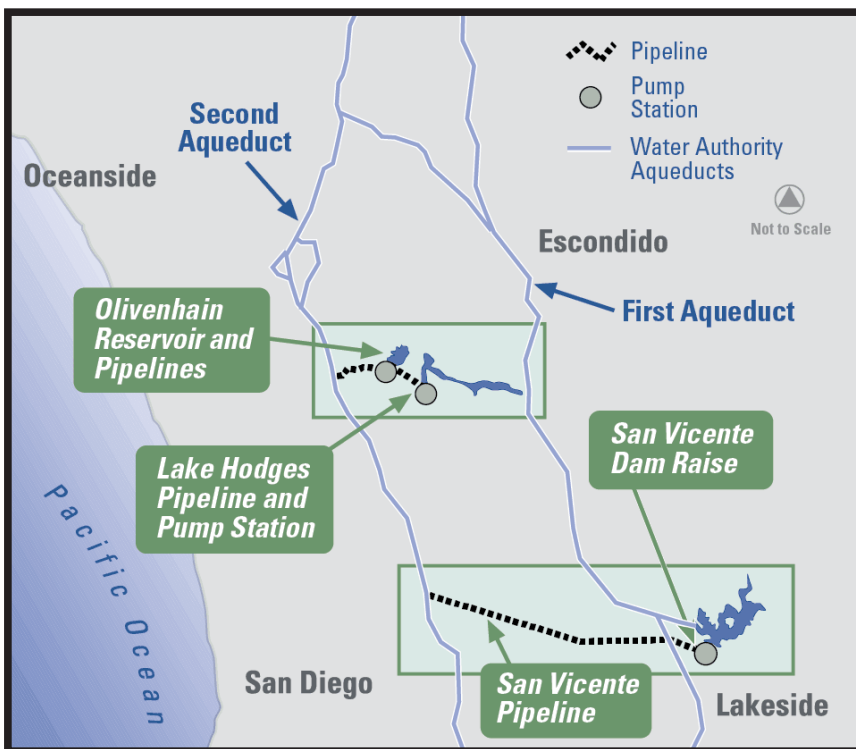 Pipeline
Pump
Station
Water Authority
Aqueducts
Not to Scale
Second
Aqueduct
Oceanside
Escondido
First Aqueduct
Olivenhain
Reservoir and
Pipelines
Lake Hodges
Pipeline and
Pump Station
San Vicente
Dam Raise
Pacific Ocean
San Diego
San Vicente
Pipeline
Lakeside